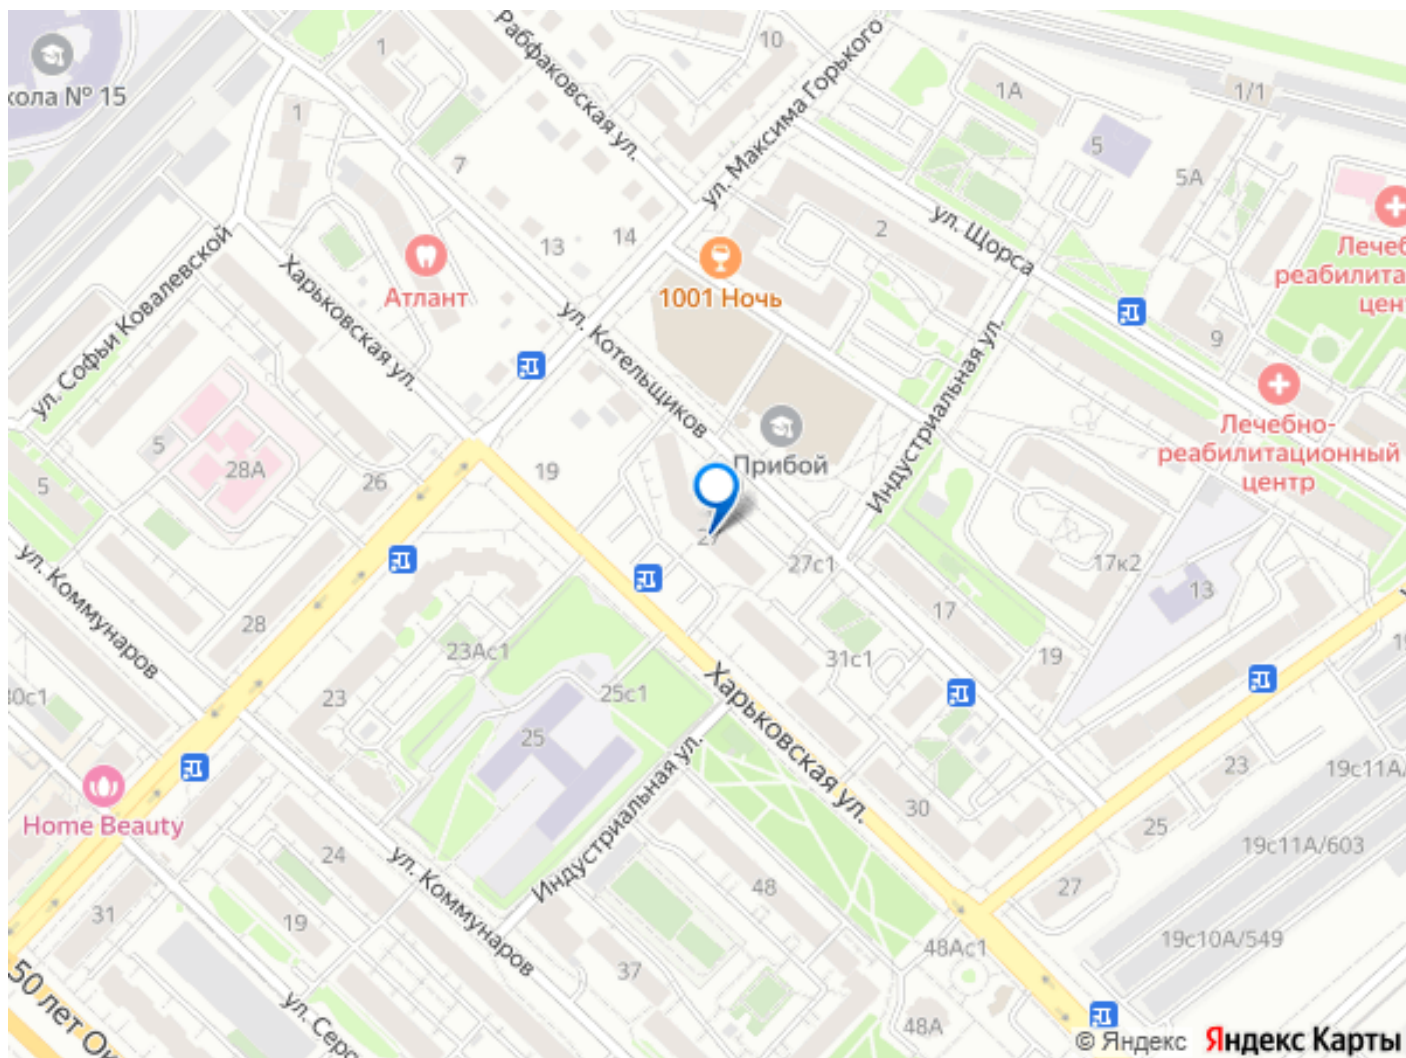 кола № 15
1
Рабфаковская ул.
10
ул. Максима Горького
1А
1/1
1
7
5
5А
ул. Щорса
Лечеб
реабилита
цен
ул. Софьи Ковалевской
Харьковская ул.
Атлант
13
14
1001 Ночь
2
ул. Котельщиков
Индустриальная ул.
9
Лечебно-
реабилитационный
центр
Прибой
5
28А
5
26
19
27с1
17к2
13
ул. Коммунаров
28
23Ас1
17
19
31с1
30с1
23
25с1
25
Харьковская ул.
Home Beauty
Индустриальная ул.
30
23
25
19с11А
19с11А/603
24
ул. Коммунаров
48
27
31
19
48Ас1
19с10А/549
37
48А
50 лет Ок
ул. Серо
© Яндекс Яндекс Карты